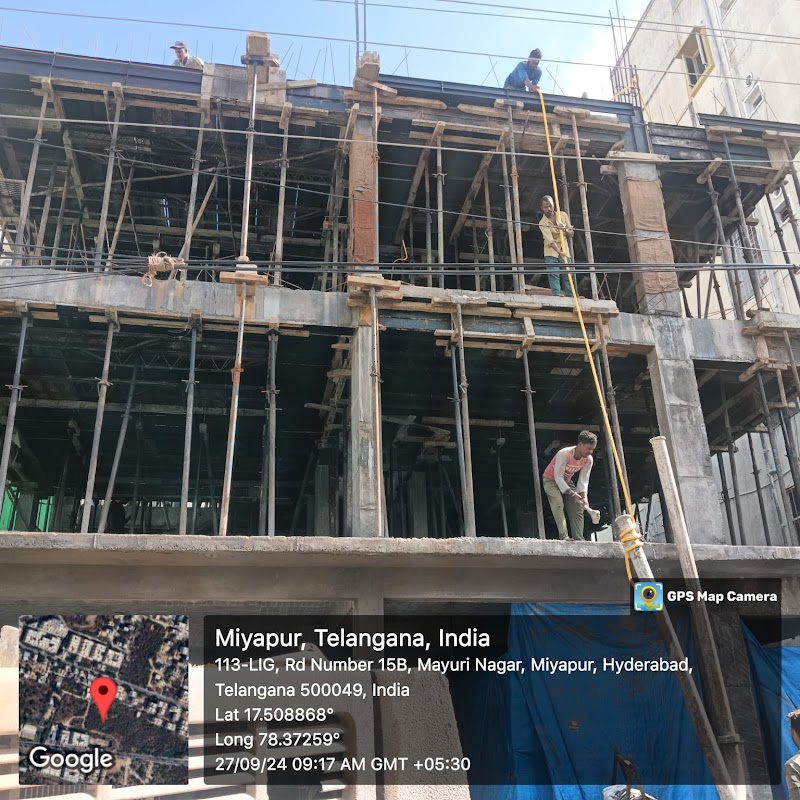 GPS Map Camera
Miyapur, Telangana, India
113-LIG, Rd Number 15B, Mayuri Nagar, Miyapur, Hyderabad,
Telangana 500049, India
Lat 17.508868°
Long 78.37259°
27/09/24 09:17 AM GMT +05:30
Google